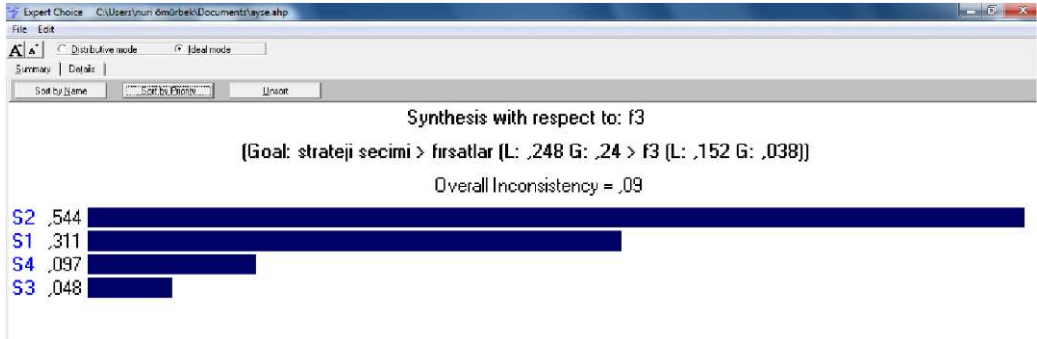 Expert Choice C:\Users\nuri ömürbek\Documents\ayse.ahp
File Edit
A A Distributive mode Ideal mode
Summary Details
Sort by Name Sort by Priority Unsort
Synthesis with respect to: f3
(Goal: strateji secimi > fırsatlar (L: ,248 G: ,24 > f3 (L: ,152 G: ,038))
Overall Inconsistency = ,09
S2 ,544
S1 ,311
S4 ,097
S3 ,048